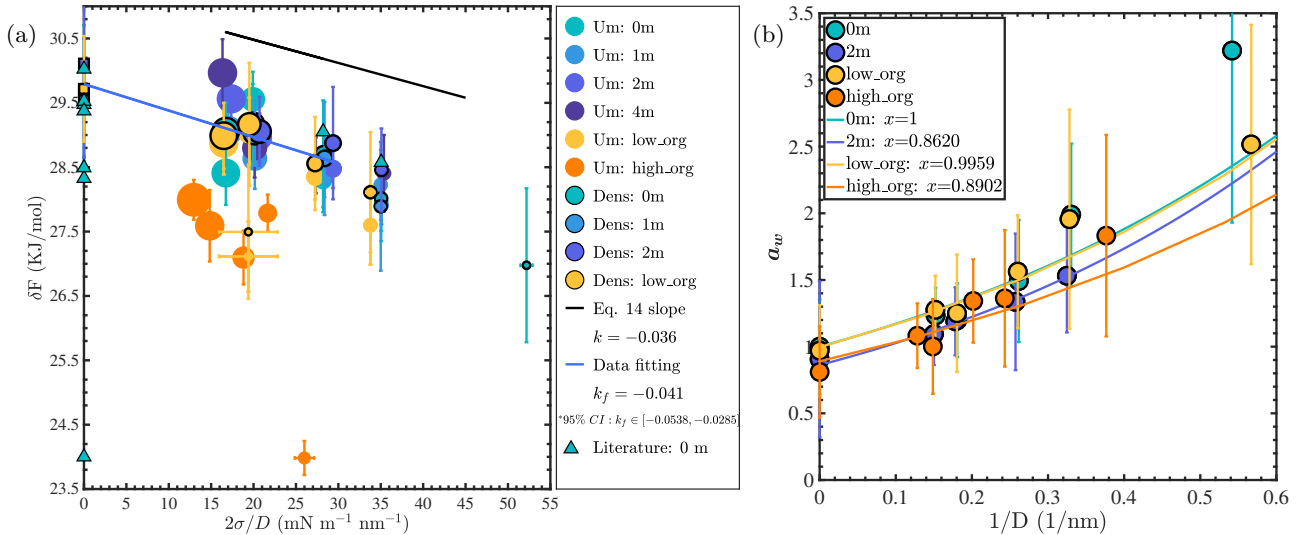 (a)
δF (KJ/mol)
30.5
29.5
28.5
27.5
26.5
25.5
24.5
23.5
0 5 10 15 20 25 30 35 40 45 50 55
2σ/D (mN m⁻¹ nm⁻¹)
Um: 0m
Um: 1m
Um: 2m
Um: 4m
Um: low_org
Um: high_org
Dens: 0m
Dens: 1m
Dens: 2m
Dens: low_org
Eq. 14 slope
k = −0.036
Data fitting
k_f = −0.041
*95% CI : k_f ∈ [−0.0538, −0.0285]
Literature: 0 m
(b)
a_w
3.5
3
2.5
2
1.5
1
0.5
0
0 0.1 0.2 0.3 0.4 0.5 0.6
1/D (1/nm)
0m
2m
low_org
high_org
0m: x=1
2m: x=0.8620
low_org: x=0.9959
high_org: x=0.8902